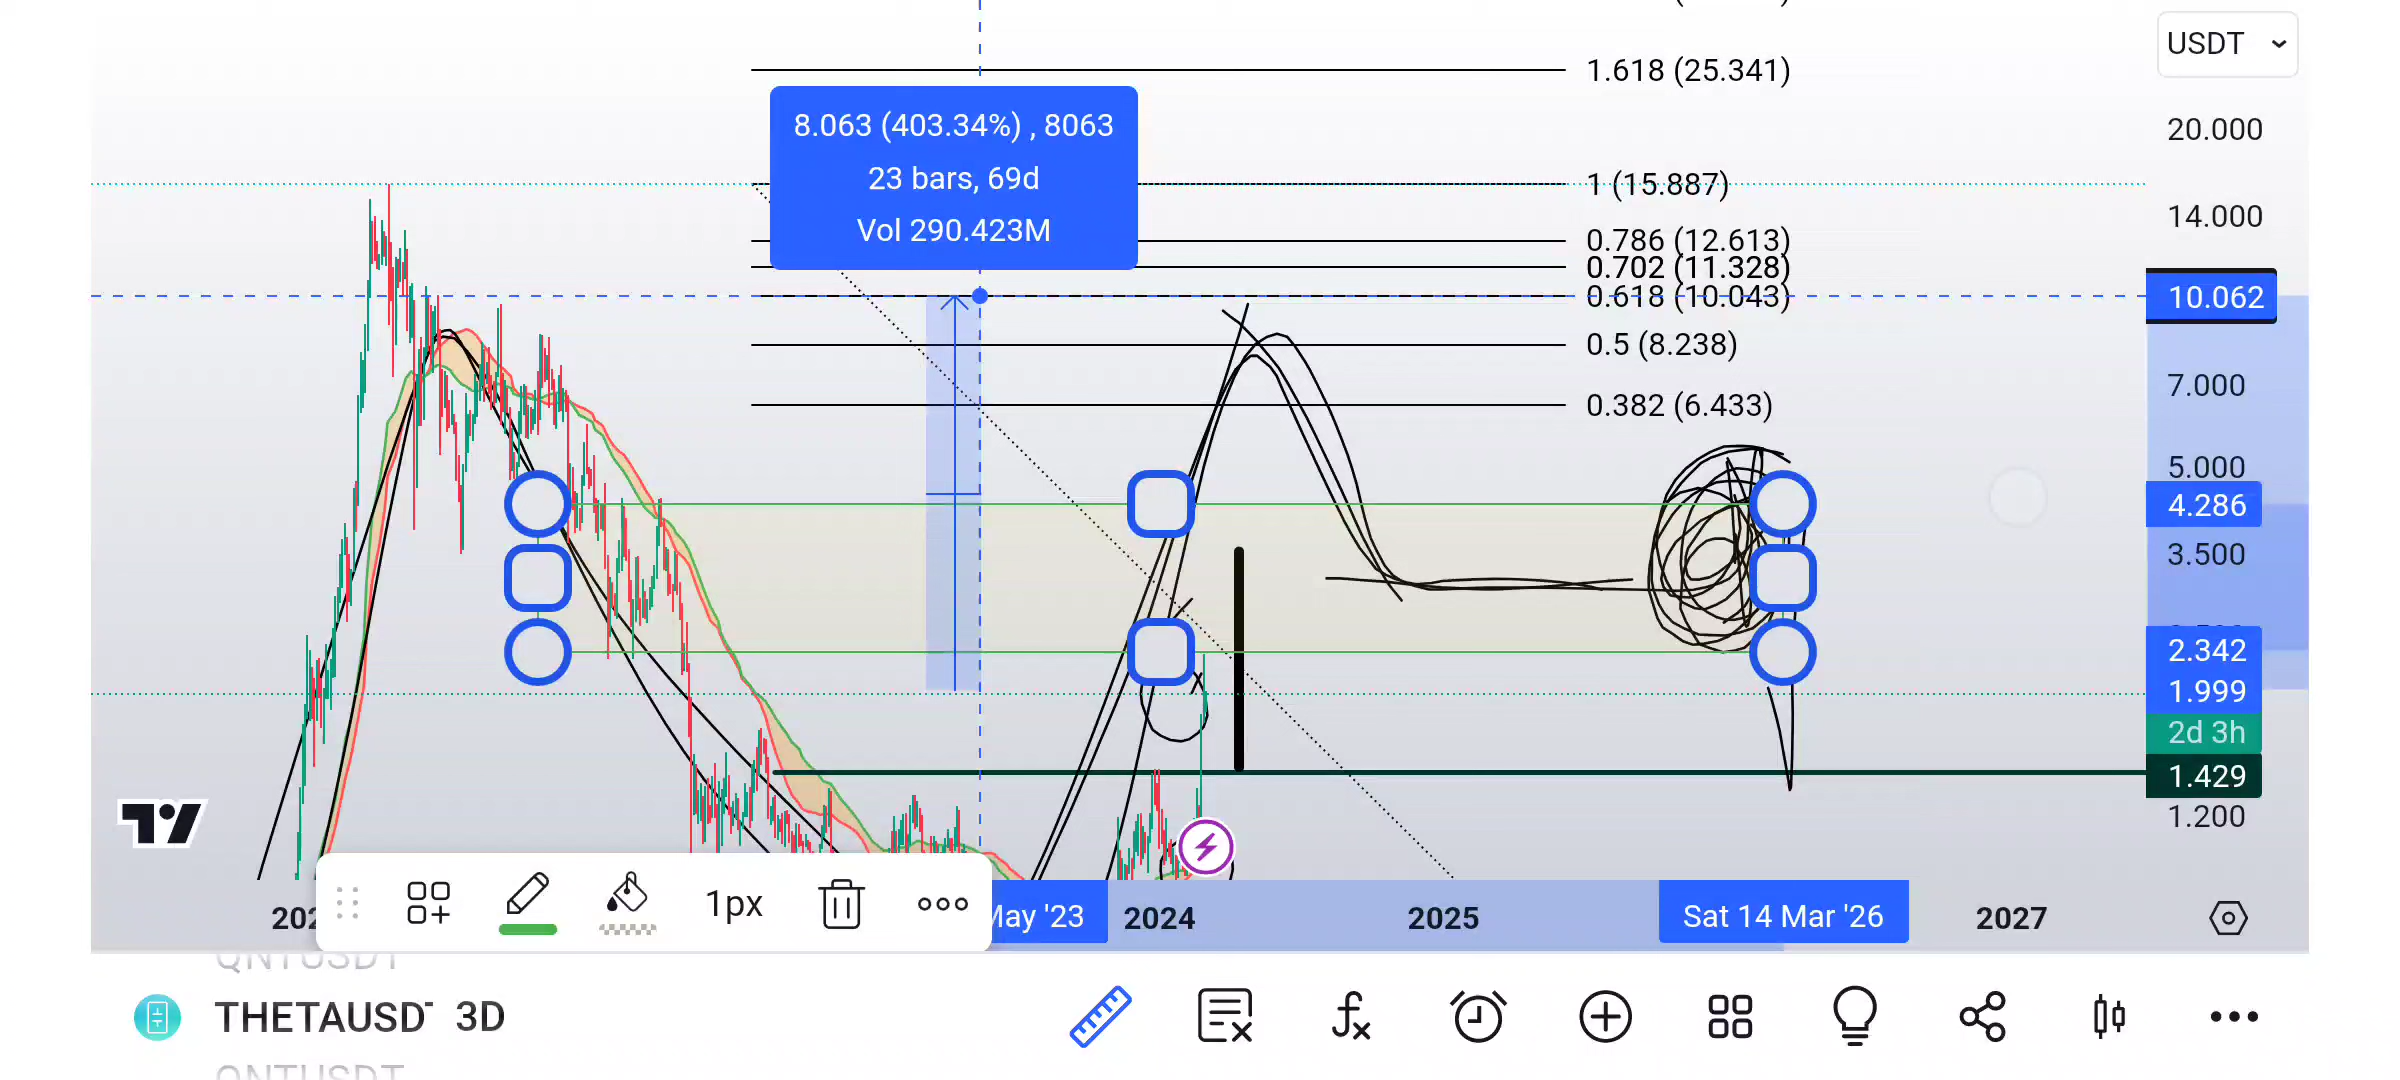 USDT
1.618 (25.341)
20.000
8.063 (403.34%) , 8063
23 bars, 69d
Vol 290.423M
1 (15.887)
14.000
0.786 (12.613)
0.702 (11.328)
0.618 (10.043)
10.062
0.5 (8.238)
7.000
0.382 (6.433)
5.000
4.286
3.500
2.342
1.999
2d 3h
1.429
1.200
1px
May '23
2024
2025
Sat 14 Mar '26
2027
QNTUSDT
THETAUSDT 3D
QNTUSDT